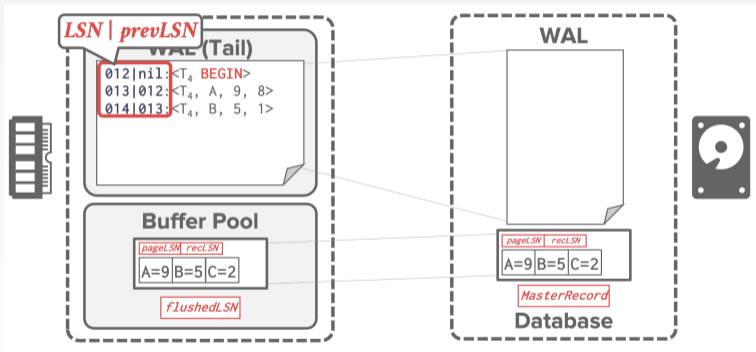 LSN | prevLSN
WAL (Tail)
012|nil:<T4 BEGIN>
013|012:<T4, A, 9, 8>
014|013:<T4, B, 5, 1>
Buffer Pool
pageLSN recLSN
A=9 B=5 C=2
flushedLSN
WAL
pageLSN recLSN
A=9 B=5 C=2
MasterRecord
Database